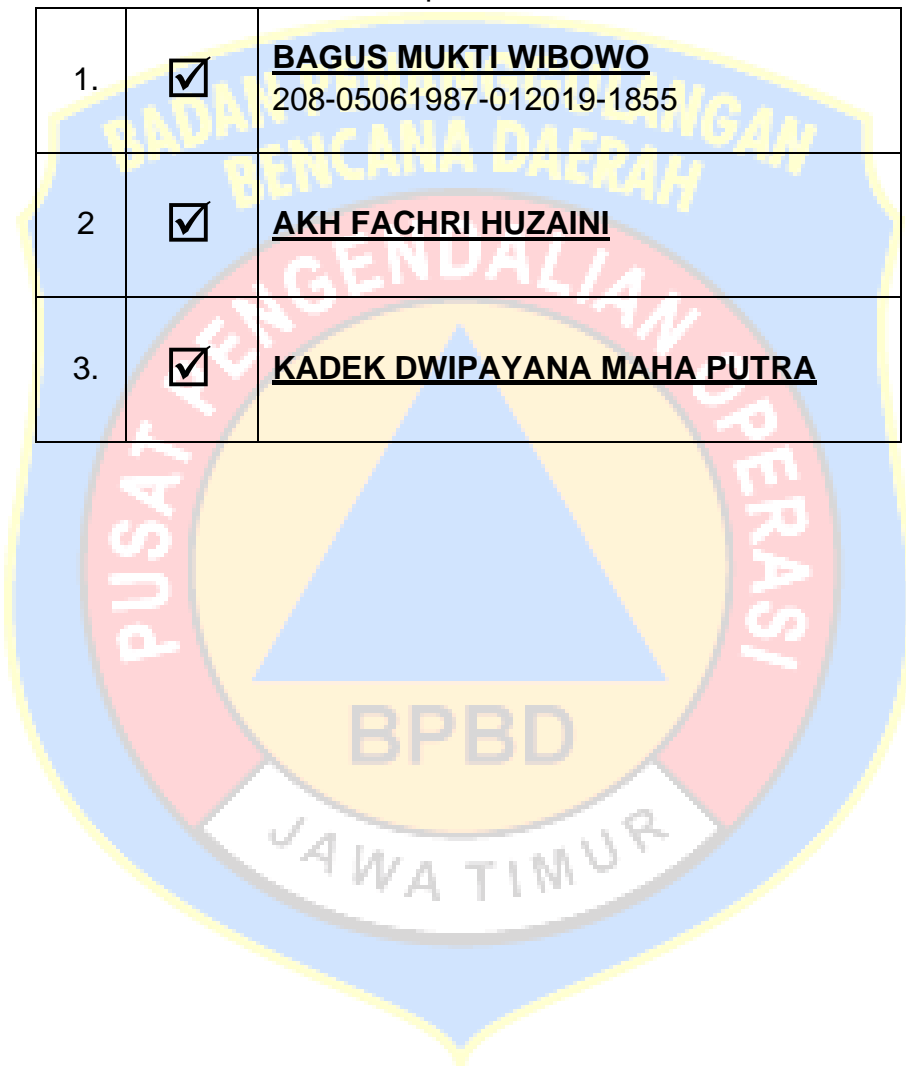 1. ☑ BAGUS MUKTI WIBOWO
208-05061987-012019-1855
2 ☑ AKH FACHRI HUZAINI
3. ☑ KADEK DWIPAYANA MAHA PUTRA
BADAN PENANGGULANGAN
BENCANA DAERAH
PUSAT PENGENDALIAN OPERASI
BPBD
JAWA TIMUR